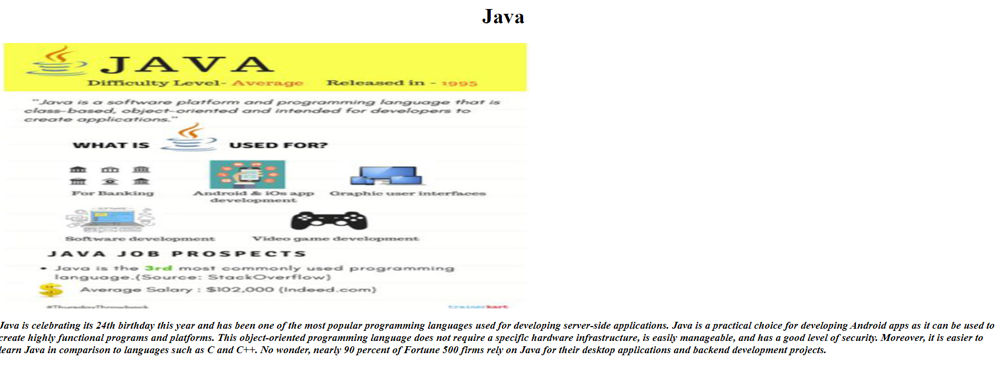 Java
JAVA
Difficulty Level- Average Released in - 1995
"Java is a software platform and programming language that is
class-based, object-oriented and intended for developers to
create applications."
WHAT IS USED FOR?
For Banking
Android & iOs app
development
Graphic user interfaces
Software development
Video game development
JAVA JOB PROSPECTS
• Java is the 3rd most commonly used programming
language.(Source: StackOverflow)
$ Average Salary : $102,000 (Indeed.com)
#ThursdayThrowback
trainerkart
Java is celebrating its 24th birthday this year and has been one of the most popular programming languages used for developing server-side applications. Java is a practical choice for developing Android apps as it can be used to
create highly functional programs and platforms. This object-oriented programming language does not require a specific hardware infrastructure, is easily manageable, and has a good level of security. Moreover, it is easier to
learn Java in comparison to languages such as C and C++. No wonder, nearly 90 percent of Fortune 500 firms rely on Java for their desktop applications and backend development projects.